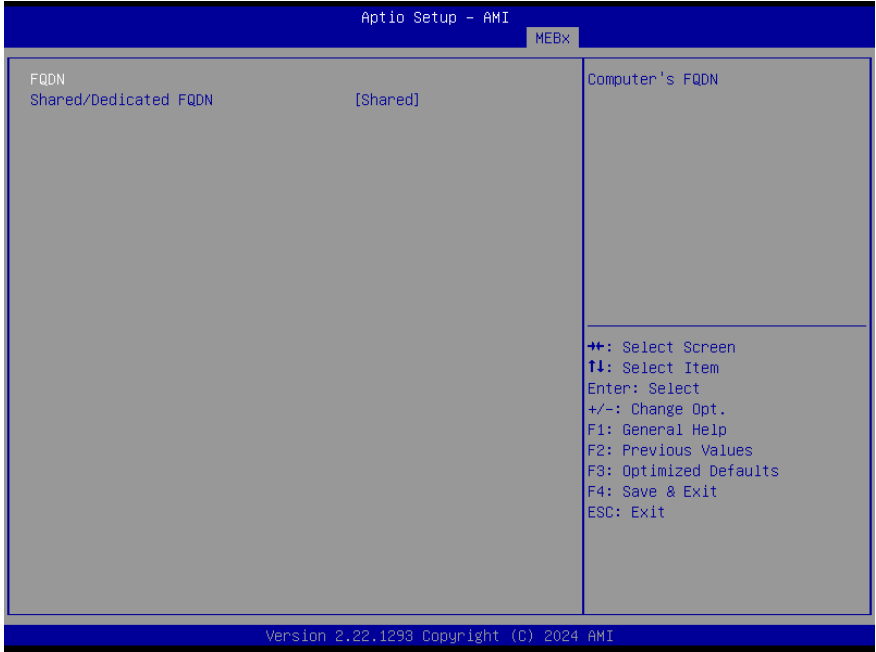 Aptio Setup – AMI
MEBx
FQDN
Shared/Dedicated FQDN [Shared]
Computer's FQDN
→←: Select Screen
↑↓: Select Item
Enter: Select
+/-: Change Opt.
F1: General Help
F2: Previous Values
F3: Optimized Defaults
F4: Save & Exit
ESC: Exit
Version 2.22.1293 Copyright (C) 2024 AMI